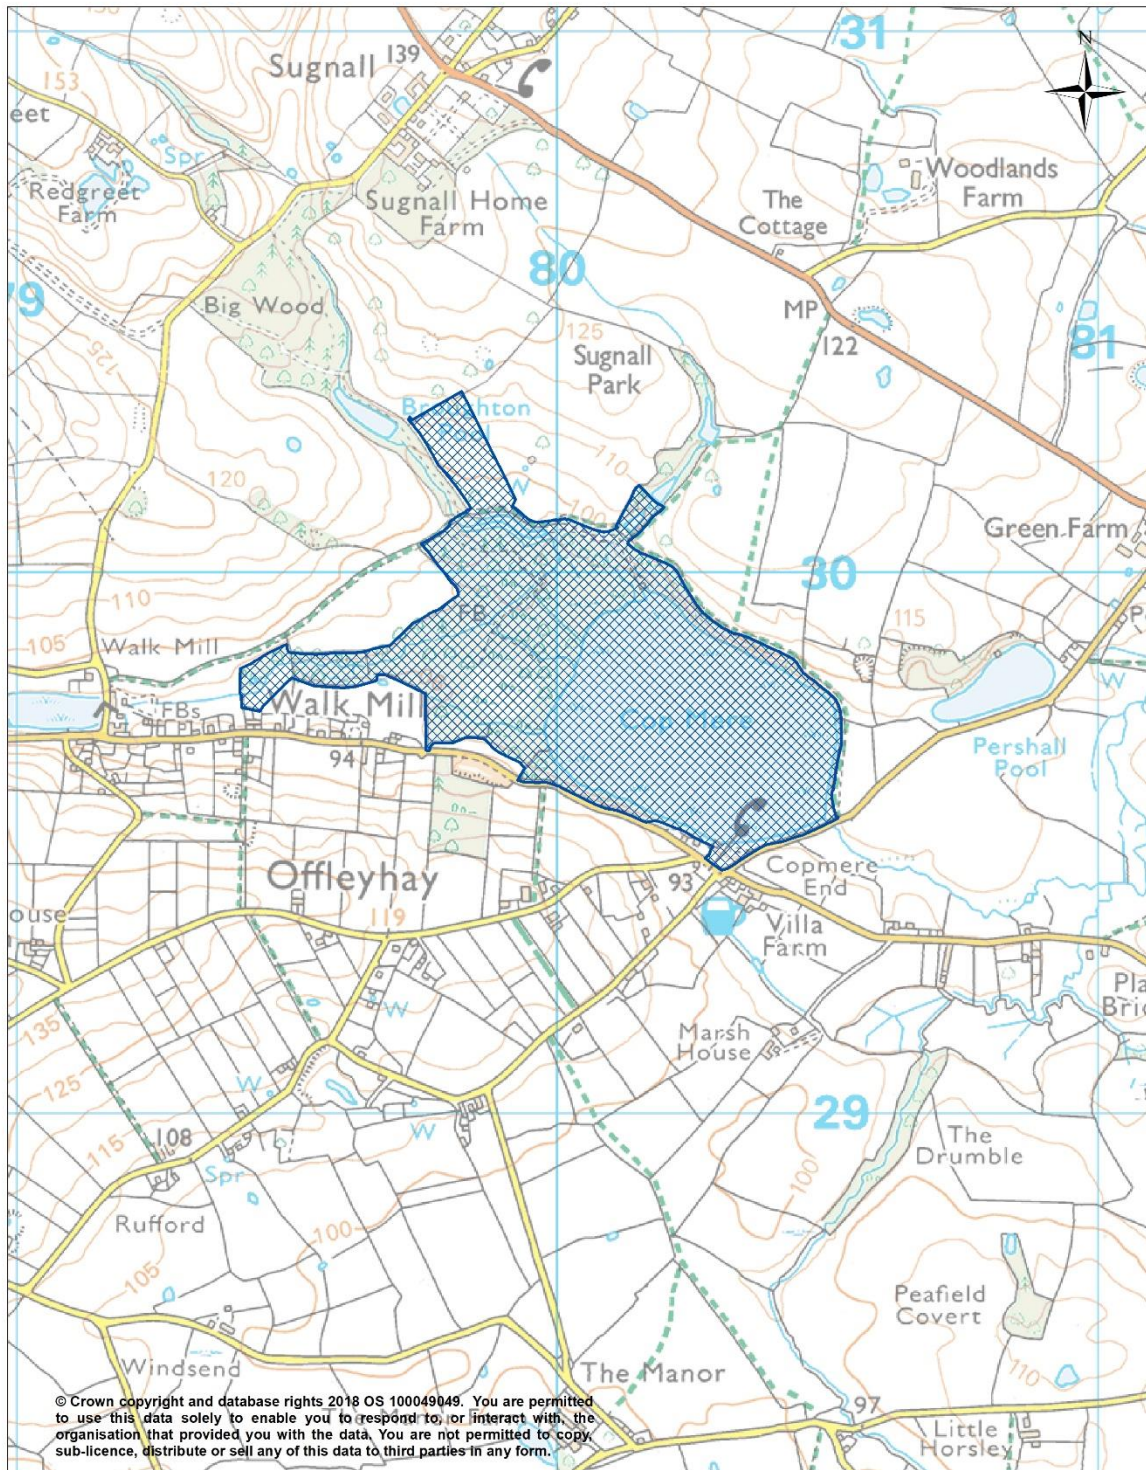 31
N
Sugnall
139
153
eet
Spr
Redgreet
Farm
Sugnall Home
Farm
Woodlands
Farm
The
Cottage
80
79
Big Wood
MP
122
81
125
Sugnall
Park
125
110
120
W
100
Green Farm
30
110
115
FB
105
Walk Mill
W
FBs
Walk Mill
Cop Mere
94
Pershall
Pool
Offleyhay
93
Copmere
End
ouse
119
Villa
Farm
135
W
Marsh
House
125
W
W
29
108
115
Spr
The
Drumble
100
Rufford
100
105
Peafield
Covert
110
Windsend
The Manor
97
Little
Horsley
© Crown copyright and database rights 2018 OS 100049049. You are permitted
to use this data solely to enable you to respond to, or interact with, the
organisation that provided you with the data. You are not permitted to copy,
sub-licence, distribute or sell any of this data to third parties in any form.